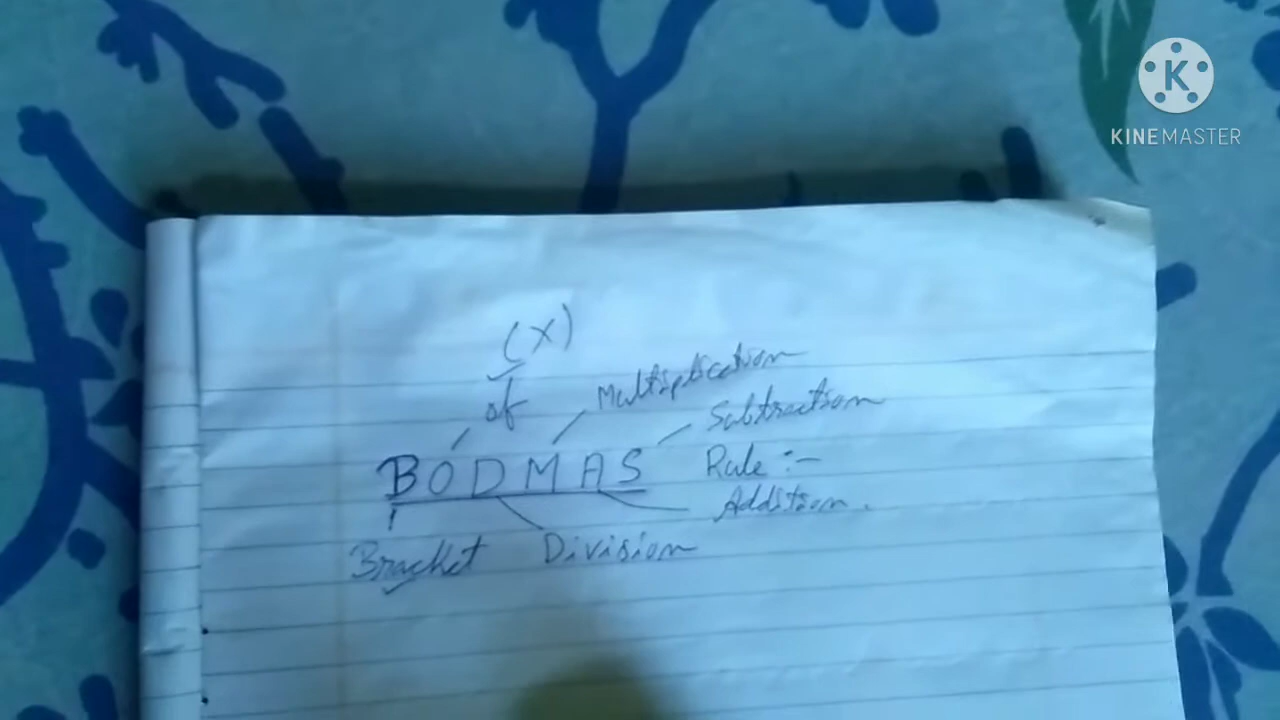 K
KINEMASTER
(X)
of Multiplication
Subtraction
BODMAS Rule :-
Addition.
Bracket Division